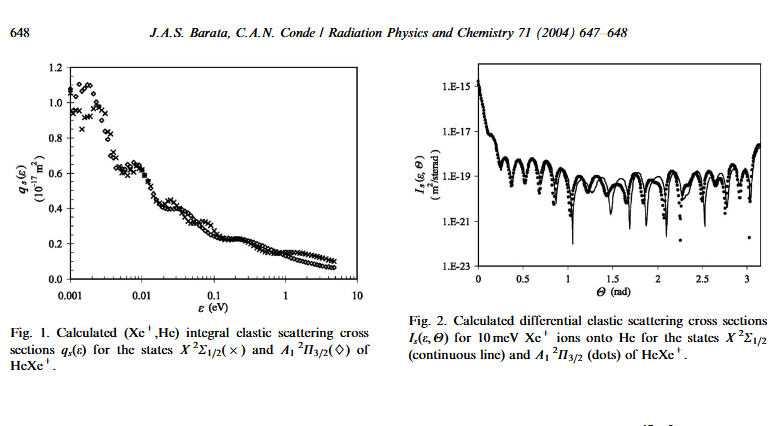 648
J.A.S. Barata, C.A.N. Conde / Radiation Physics and Chemistry 71 (2004) 647–648
1.2
1.0
0.8
0.6
0.4
0.2
0.0
qs(ε)
(10⁻¹⁷ m²)
0.001 0.01 0.1 1 10
ε (eV)
Fig. 1. Calculated (Xe⁺,He) integral elastic scattering cross
sections qs(ε) for the states X ²Σ1/2(×) and A1 ²Π3/2(◇) of
HeXe⁺.
1.E-15
1.E-17
1.E-19
1.E-21
1.E-23
Is(ε, Θ)
(m²/sterad)
0 0.5 1 1.5 2 2.5 3
Θ (rad)
Fig. 2. Calculated differential elastic scattering cross sections
Is(ε, Θ) for 10 meV Xe⁺ ions onto He for the states X ²Σ1/2
(continuous line) and A1 ²Π3/2 (dots) of HeXe⁺.